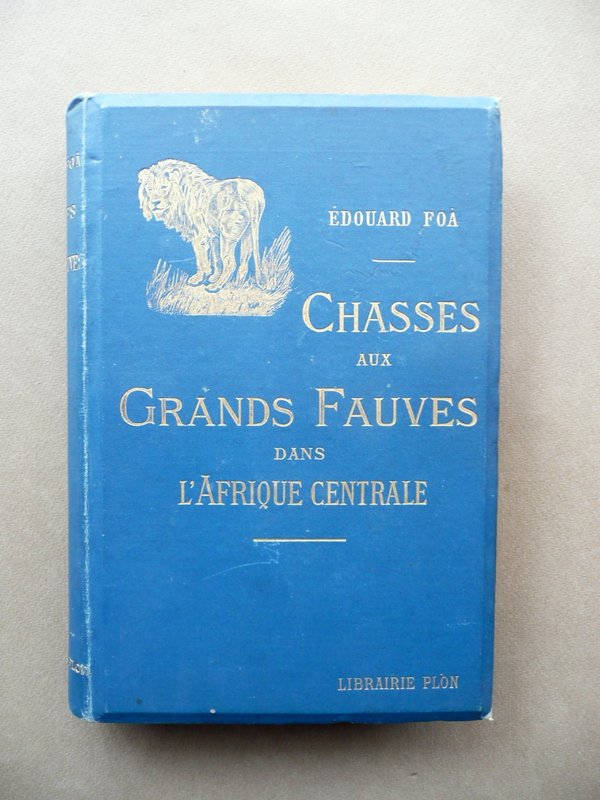 ÉDOUARD FOÀ
CHASSES
AUX
GRANDS FAUVES
DANS
L'AFRIQUE CENTRALE
LIBRAIRIE PLON